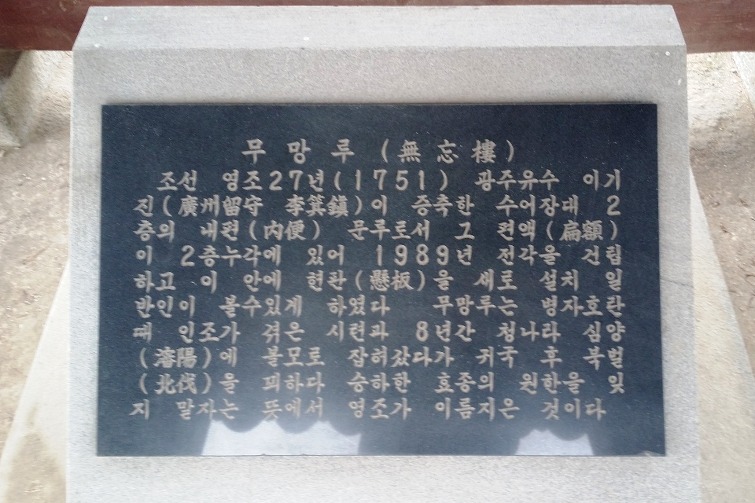 무망루(無忘樓)
조선 영조27년(1751) 광주유수 이기
진(廣州留守 李箕鎭)이 증축한 수어장대 2
층의 내편(內便) 문루로서 그 편액(扁額)
이 2층누각에 있어 1989년 전각을 건립
하고 이 안에 현판(懸板)을 새로 설치 일
반인이 볼수있게 하였다 무망루는 병자호란
때 인조가 겪은 시련과 8년간 청나라 심양
(瀋陽)에 볼모로 잡혀갔다가 귀국 후 북벌
(北伐)을 꾀하다 승하한 효종의 원한을 잊
지 말자는 뜻에서 영조가 이름지은 것이다